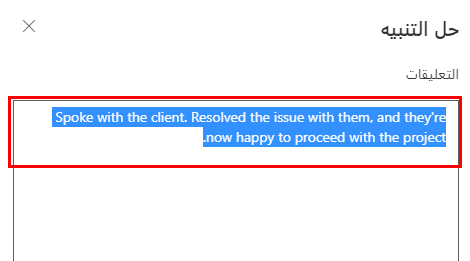 حل التنبيه
التعليقات
Spoke with the client. Resolved the issue with them, and they're
now happy to proceed with the project.